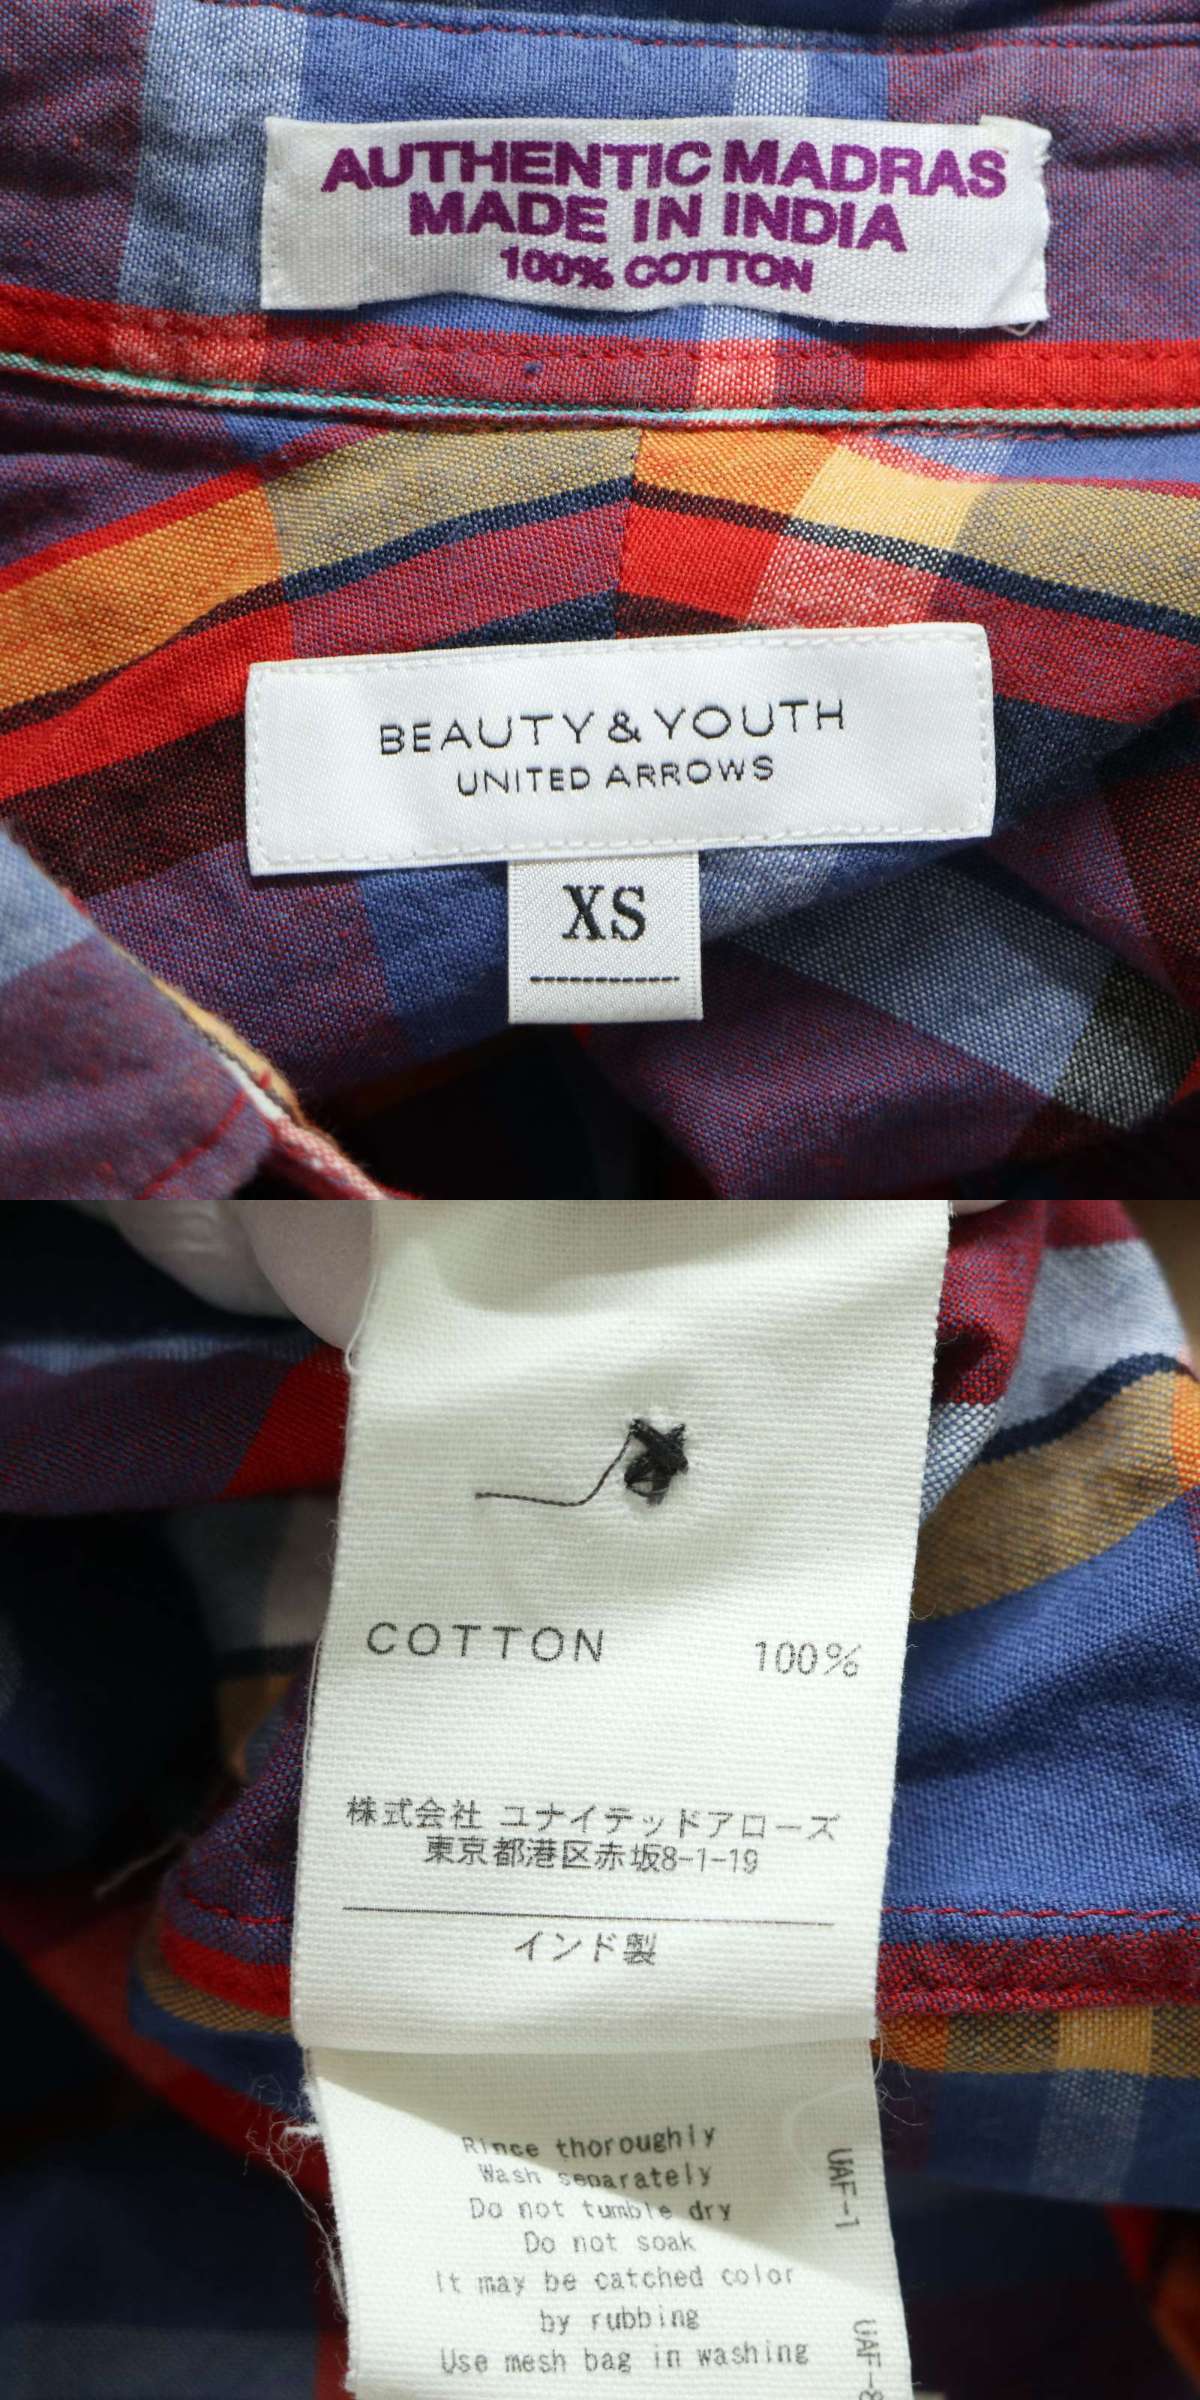 AUTHENTIC MADRAS
MADE IN INDIA
100% COTTON
BEAUTY & YOUTH
UNITED ARROWS
XS
COTTON 100%
株式会社 ユナイテッドアローズ
東京都港区赤坂8-1-19
インド製
Rince thoroughly
Wash separately
Do not tumble dry
Do not soak
It may be catched color
by rubbing
Use mesh bag in washing
UAF-1
UAF-8